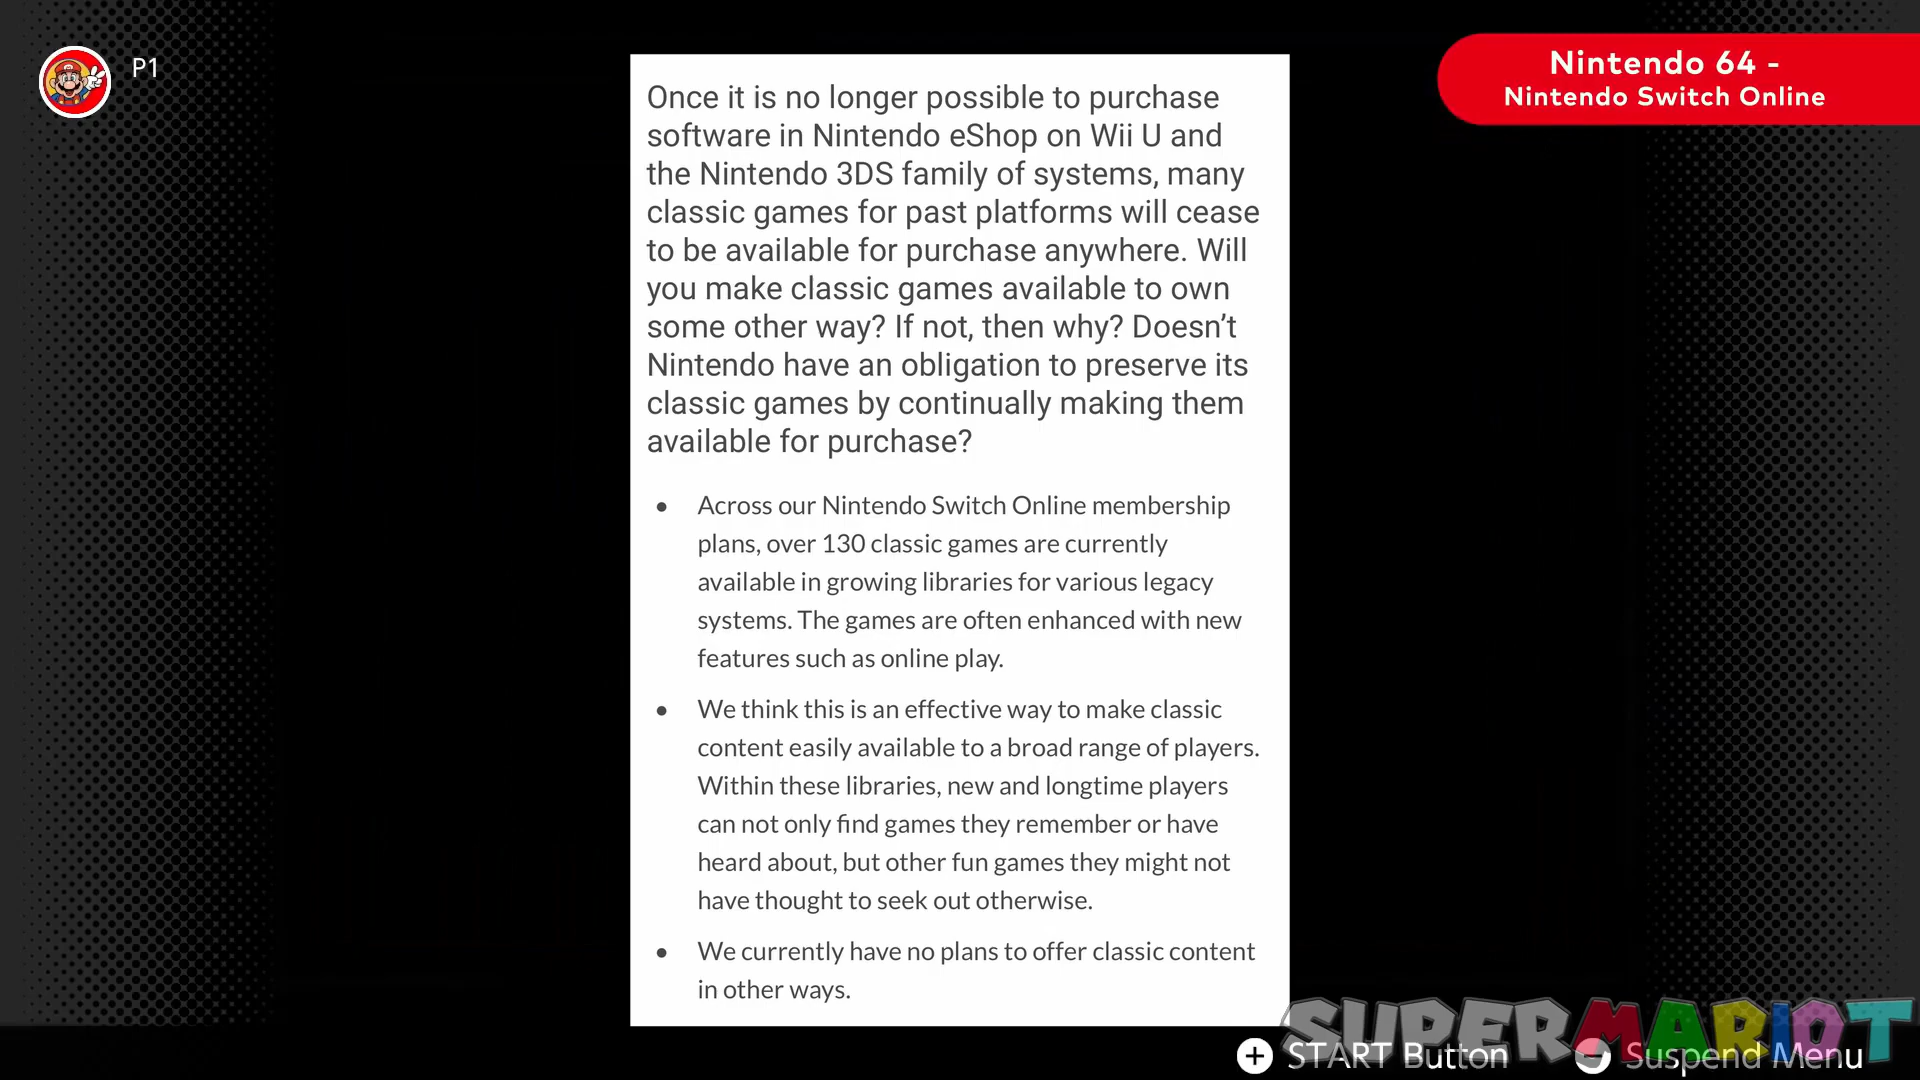 P1
Nintendo 64 -
Nintendo Switch Online
Once it is no longer possible to purchase
software in Nintendo eShop on Wii U and
the Nintendo 3DS family of systems, many
classic games for past platforms will cease
to be available for purchase anywhere. Will
you make classic games available to own
some other way? If not, then why? Doesn’t
Nintendo have an obligation to preserve its
classic games by continually making them
available for purchase?
• Across our Nintendo Switch Online membership
plans, over 130 classic games are currently
available in growing libraries for various legacy
systems. The games are often enhanced with new
features such as online play.
• We think this is an effective way to make classic
content easily available to a broad range of players.
Within these libraries, new and longtime players
can not only find games they remember or have
heard about, but other fun games they might not
have thought to seek out otherwise.
• We currently have no plans to offer classic content
in other ways.
SUPERMARIOT
START Button
Suspend Menu